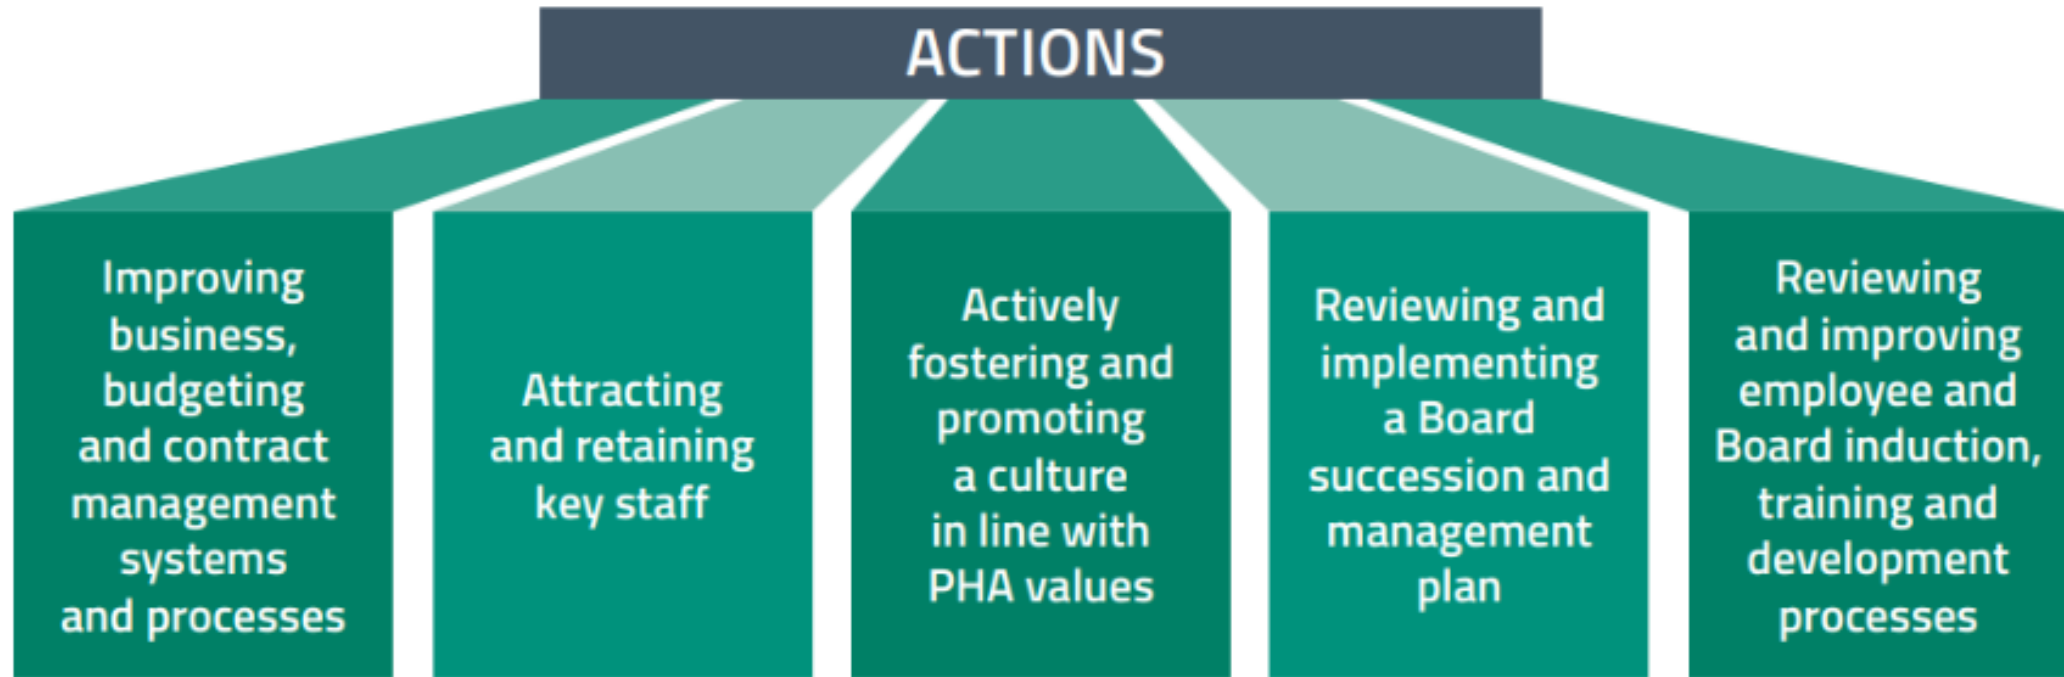 ACTIONS
Improving
business,
budgeting
and contract
management
systems
and processes
Attracting
and retaining
key staff
Actively
fostering and
promoting
a culture
in line with
PHA values
Reviewing and
implementing
a Board
succession and
management
plan
Reviewing
and improving
employee and
Board induction,
training and
development
processes